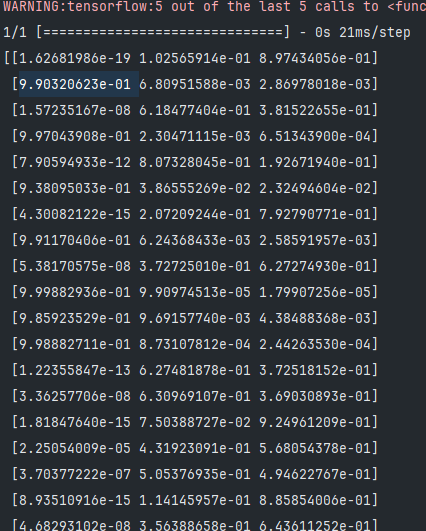 WARNING:tensorflow:5 out of the last 5 calls to <func
1/1 [==============================] - 0s 21ms/step
[[1.62681986e-19 1.02565914e-01 8.97434056e-01]
[9.90320623e-01 6.80951588e-03 2.86978018e-03]
[1.57235167e-08 6.18477404e-01 3.81522655e-01]
[9.97043908e-01 2.30471115e-03 6.51343900e-04]
[7.90594933e-12 8.07328045e-01 1.92671940e-01]
[9.38095033e-01 3.86555269e-02 2.32494604e-02]
[4.30082122e-15 2.07209244e-01 7.92790771e-01]
[9.91170406e-01 6.24368433e-03 2.58591957e-03]
[5.38170575e-08 3.72725010e-01 6.27274930e-01]
[9.99882936e-01 9.90974513e-05 1.79907256e-05]
[9.85923529e-01 9.69157740e-03 4.38488368e-03]
[9.98882711e-01 8.73107812e-04 2.44263530e-04]
[1.22355847e-13 6.27481878e-01 3.72518152e-01]
[3.36257706e-08 6.30969107e-01 3.69030893e-01]
[1.81847640e-15 7.50388727e-02 9.24961209e-01]
[2.25054009e-05 4.31923091e-01 5.68054378e-01]
[3.70377222e-07 5.05376935e-01 4.94622767e-01]
[8.93510916e-15 1.14145957e-01 8.85854006e-01]
[4.68293102e-08 3.56388658e-01 6.43611252e-01]